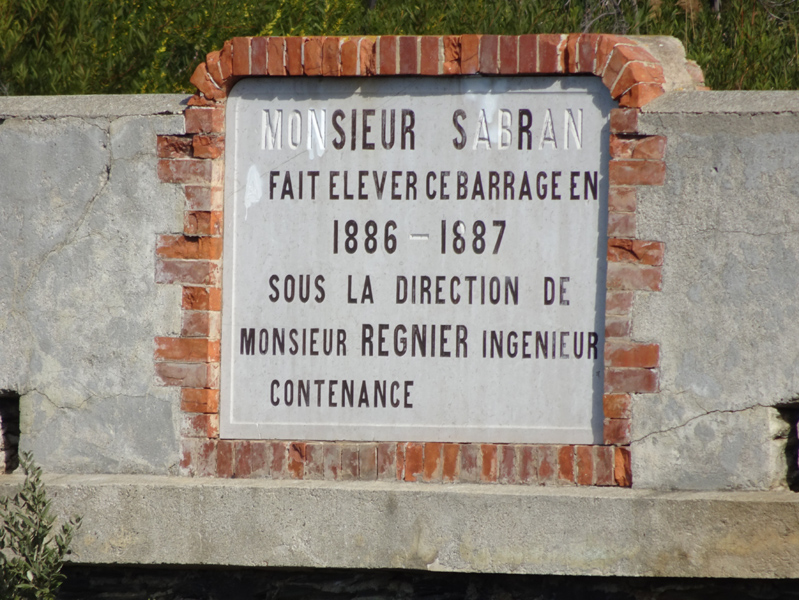 MONSIEUR SABRAN
FAIT ELEVER CE BARRAGE EN
1886 - 1887
SOUS LA DIRECTION DE
MONSIEUR REGNIER INGENIEUR
CONTENANCE